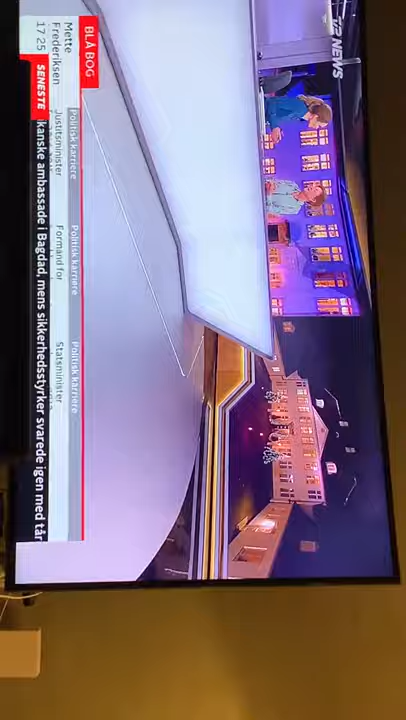 2 NEWS
BLÅ BOG
Mette
Frederiksen
Politisk karriere
Justitsminister
Politisk karriere
Formand for
Politisk karriere
Statsminister
17 25
SENESTE
kanske ambassade i Bagdad, mens sikkerhedsstyrker svarede igen med tår